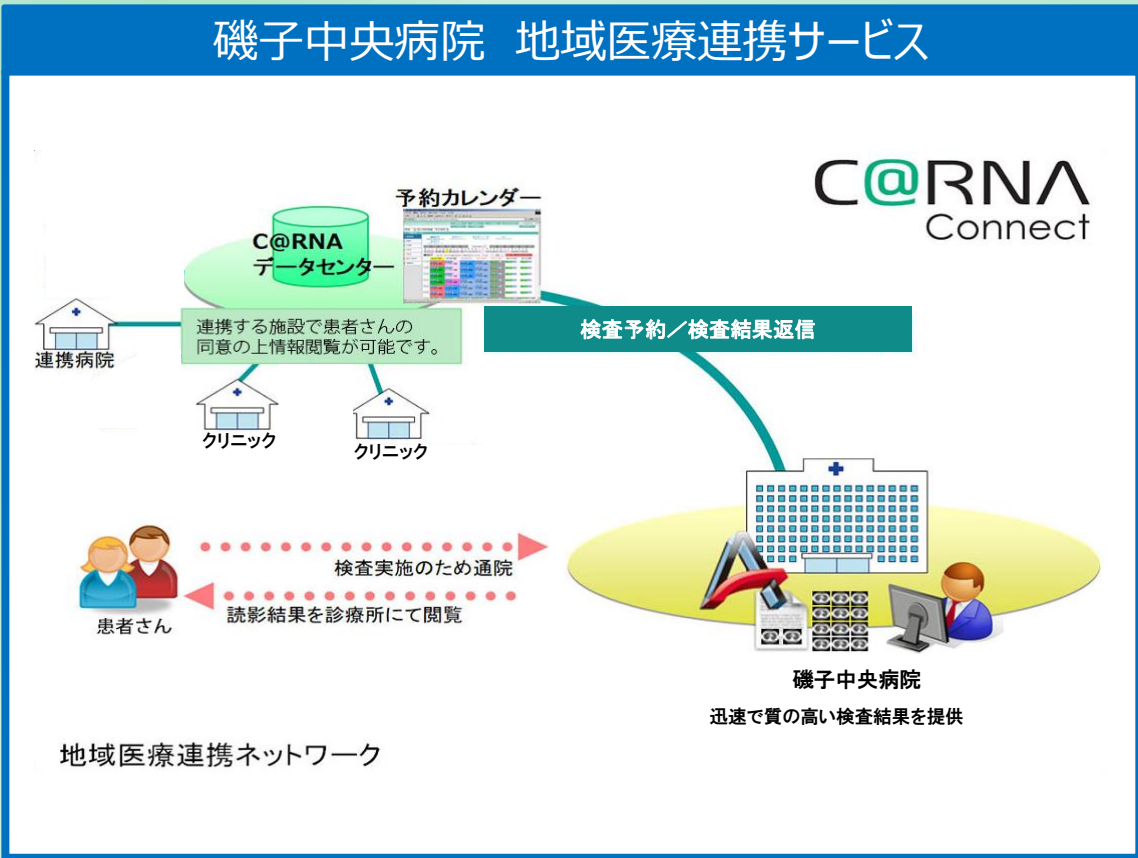 磯子中央病院 地域医療連携サービス
C@RNA
Connect
予約カレンダー
C@RNA
データセンター
連携する施設で患者さんの
同意の上情報閲覧が可能です。
検査予約／検査結果返信
連携病院
クリニック
クリニック
検査実施のため通院
読影結果を診療所にて閲覧
患者さん
磯子中央病院
迅速で質の高い検査結果を提供
地域医療連携ネットワーク